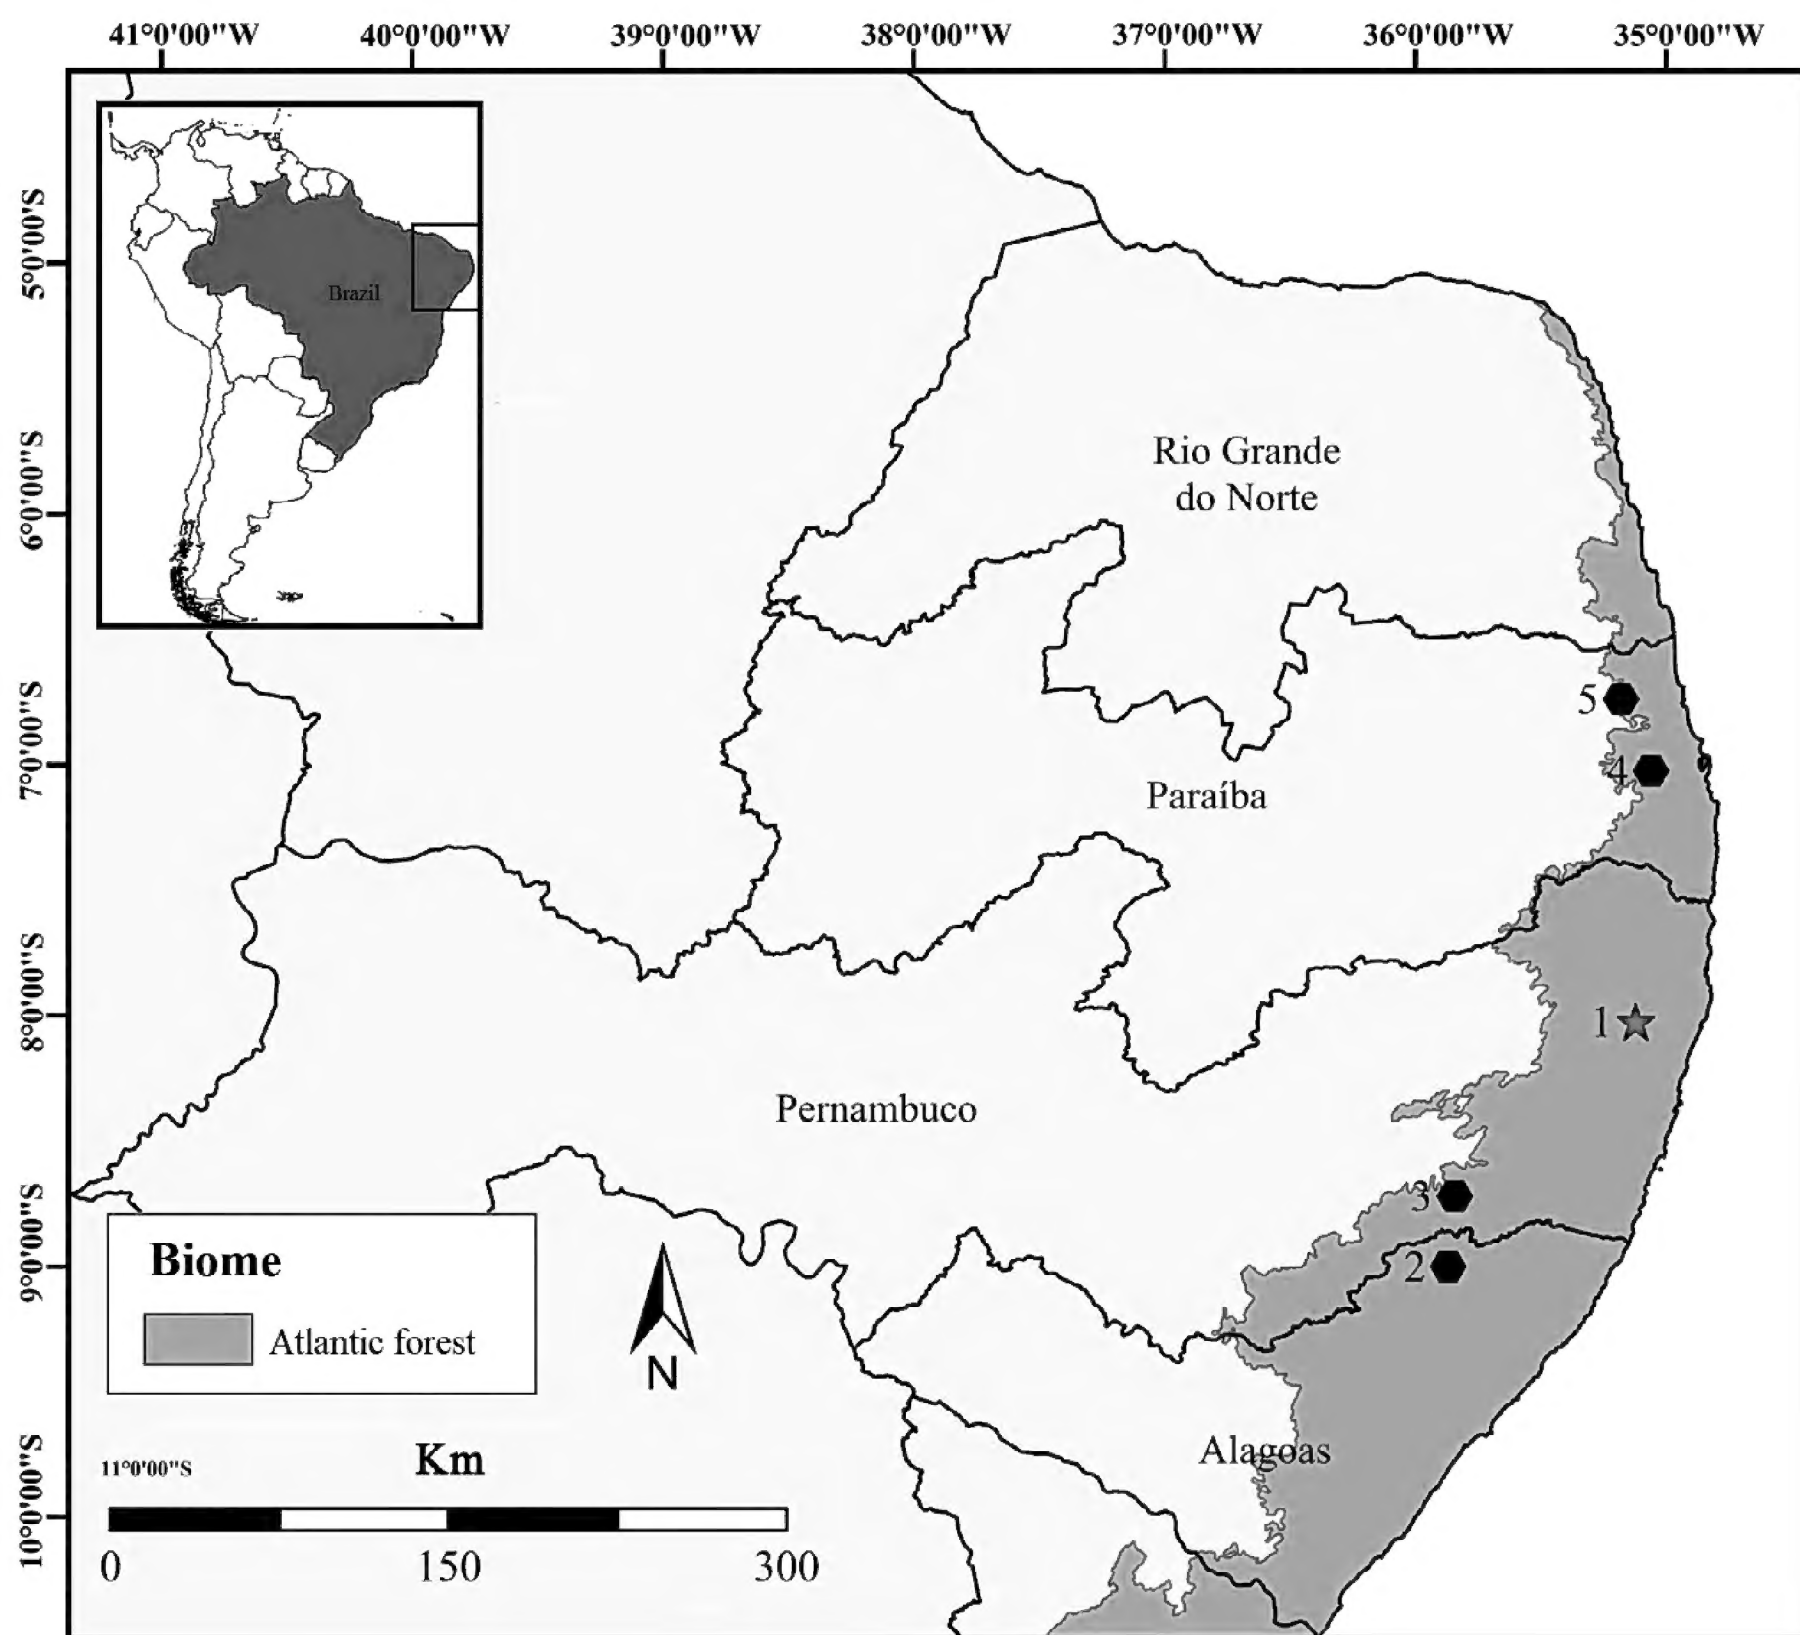 41°0'00"W 40°0'00"W 39°0'00"W 38°0'00"W 37°0'00"W 36°0'00"W 35°0'00"W
5°0'00"S
6°0'00"S
7°0'00"S
8°0'00"S
9°0'00"S
10°0'00"S
Brazil
Rio Grande
do Norte
5
4
Paraíba
1
Pernambuco
3
2
Biome
Atlantic forest
N
Alagoas
11°0'00"S
Km
0 150 300